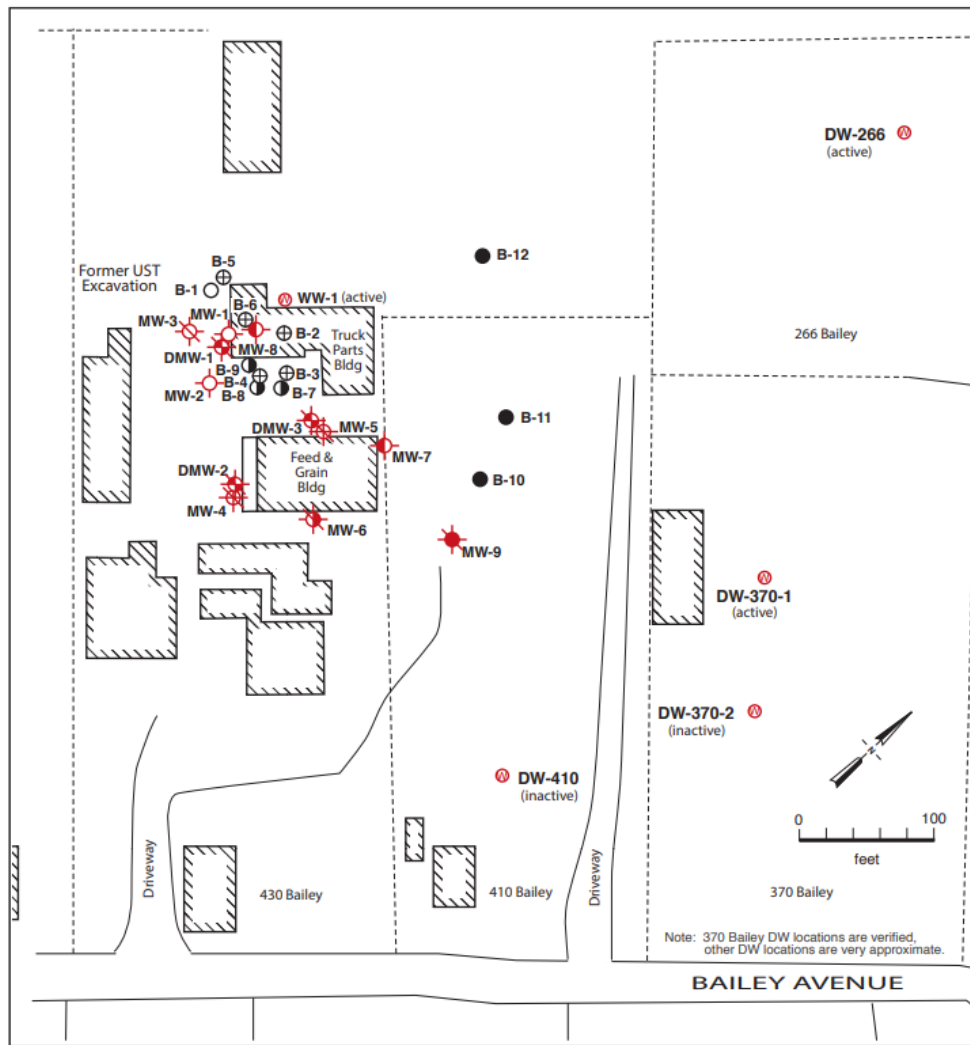 DW-266
(active)
B-12
B-5
Former UST
Excavation
B-1
WW-1 (active)
B-6
MW-3
MW-1
B-2
Truck
Parts
Bldg
266 Bailey
DMW-1
MW-8
B-9
B-3
B-4
MW-2
B-8
B-7
B-11
DMW-3
MW-5
MW-7
Feed &
Grain
Bldg
DMW-2
B-10
MW-4
MW-6
MW-9
DW-370-1
(active)
DW-370-2
(inactive)
N
DW-410
(inactive)
0 100
feet
Driveway
Driveway
430 Bailey
410 Bailey
370 Bailey
Note: 370 Bailey DW locations are verified,
other DW locations are very approximate.
BAILEY AVENUE